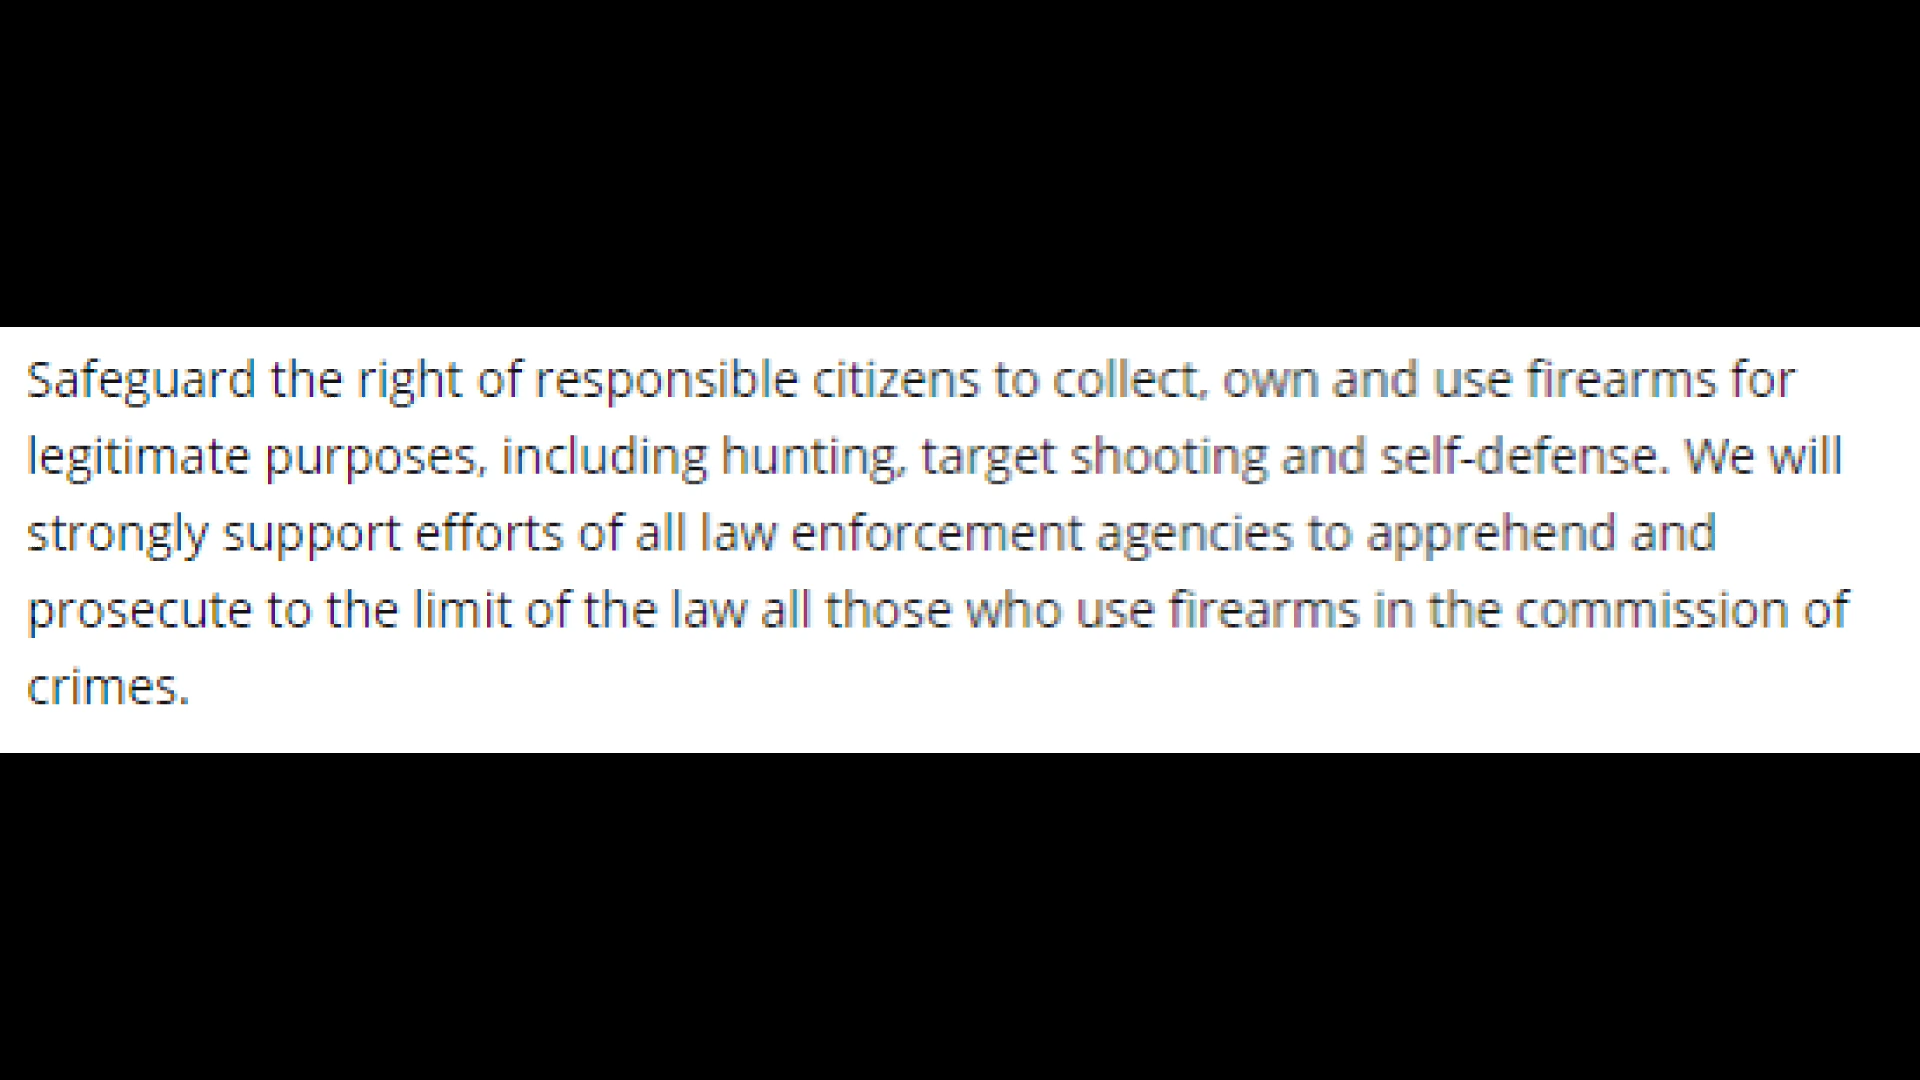 Safeguard the right of responsible citizens to collect, own and use firearms for
legitimate purposes, including hunting, target shooting and self-defense. We will
strongly support efforts of all law enforcement agencies to apprehend and
prosecute to the limit of the law all those who use firearms in the commission of
crimes.